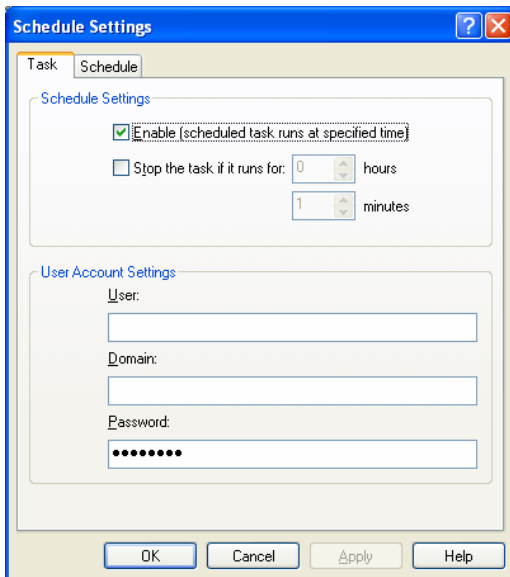 Schedule Settings
Task Schedule
Schedule Settings
Enable (scheduled task runs at specified time)
Stop the task if it runs for: 0 hours
1 minutes
User Account Settings
User:
Domain:
Password:
••••••••
OK Cancel Apply Help